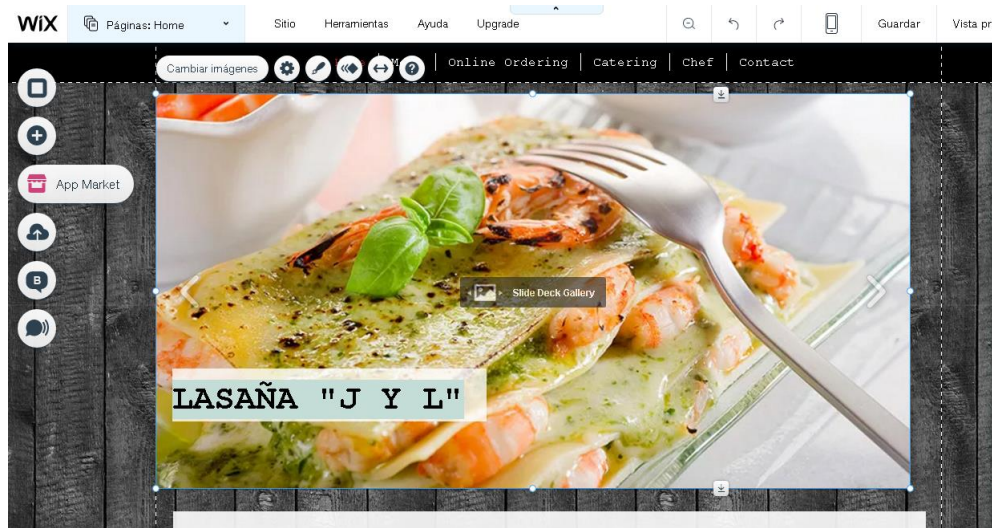 WiX Páginas: Home Sitio Herramientas Ayuda Upgrade Guardar Vista pr
Cambiar imágenes ? Online Ordering Catering Chef Contact
App Market
B
Slide Deck Gallery
LASAÑA "J Y L"